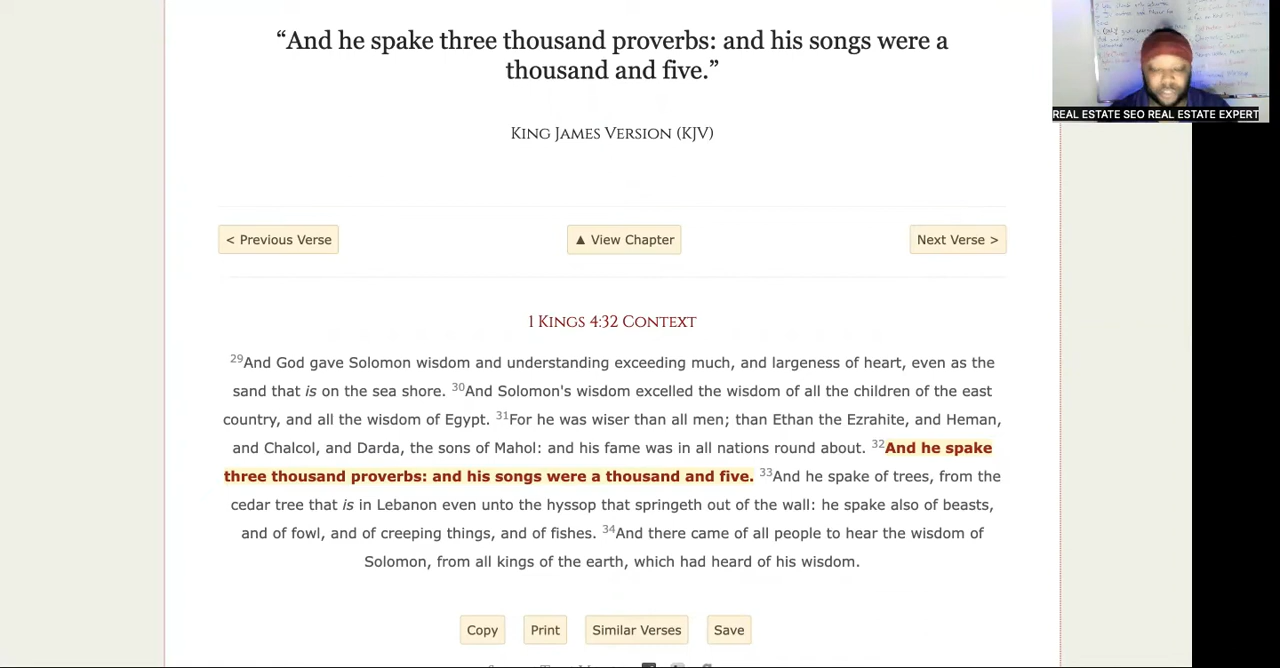 “And he spake three thousand proverbs: and his songs were a
thousand and five.”
King James Version (KJV)
REAL ESTATE SEO REAL ESTATE EXPERT
< Previous Verse
▲ View Chapter
Next Verse >
1 Kings 4:32 Context
29And God gave Solomon wisdom and understanding exceeding much, and largeness of heart, even as the
sand that is on the sea shore. 30And Solomon's wisdom excelled the wisdom of all the children of the east
country, and all the wisdom of Egypt. 31For he was wiser than all men; than Ethan the Ezrahite, and Heman,
and Chalcol, and Darda, the sons of Mahol: and his fame was in all nations round about. 32And he spake
three thousand proverbs: and his songs were a thousand and five. 33And he spake of trees, from the
cedar tree that is in Lebanon even unto the hyssop that springeth out of the wall: he spake also of beasts,
and of fowl, and of creeping things, and of fishes. 34And there came of all people to hear the wisdom of
Solomon, from all kings of the earth, which had heard of his wisdom.
Copy
Print
Similar Verses
Save